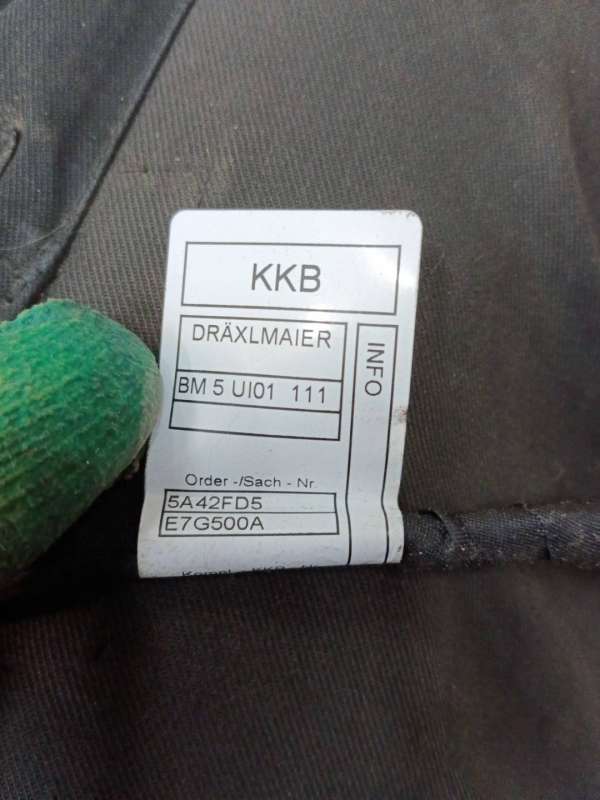 KKB
DRÄXLMAIER
INFO
BM 5 UI01 111
Order -/Sach - Nr
5A42FD5
E7G500A